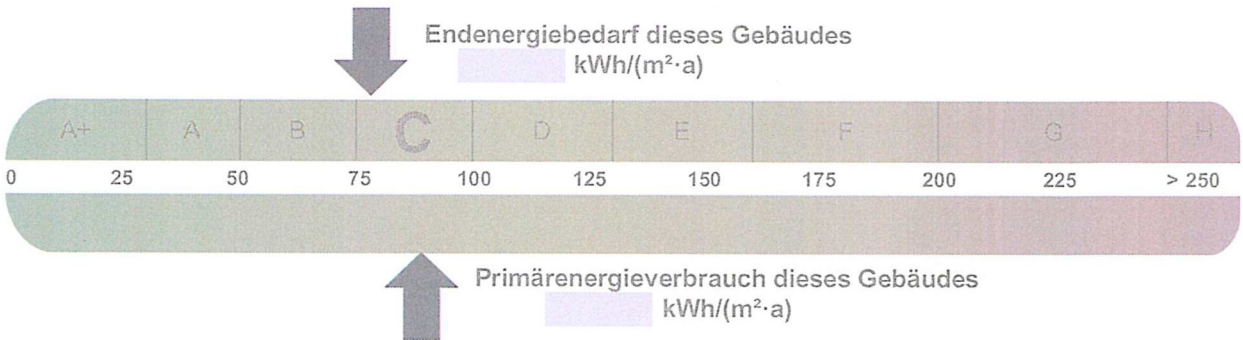 Endenergiebedarf dieses Gebäudes
kWh/(m²·a)
A+ A B C D E F G H
0 25 50 75 100 125 150 175 200 225 > 250
Primärenergieverbrauch dieses Gebäudes
kWh/(m²·a)